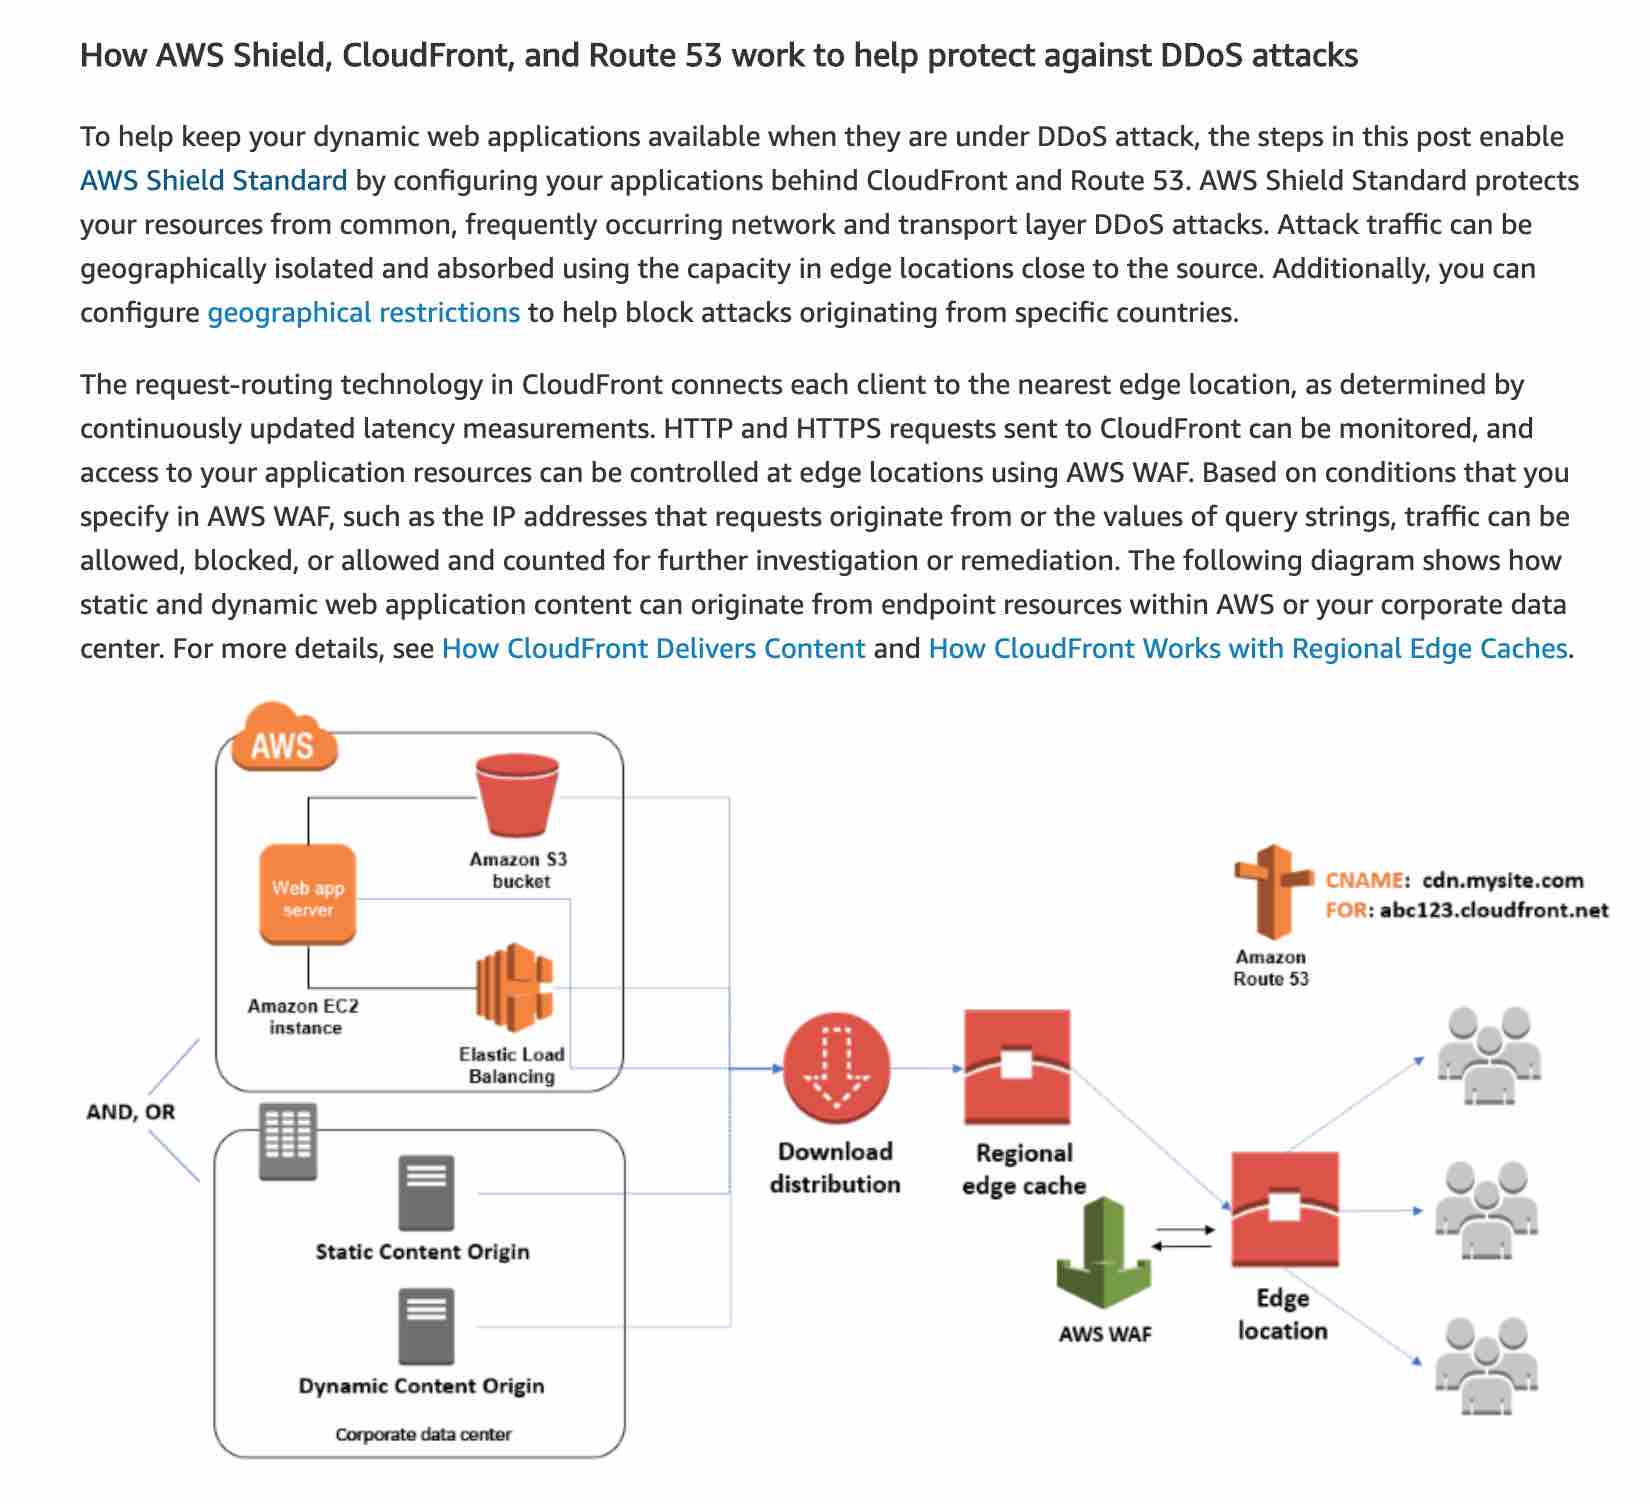 How AWS Shield, CloudFront, and Route 53 work to help protect against DDoS attacks
To help keep your dynamic web applications available when they are under DDoS attack, the steps in this post enable
AWS Shield Standard by configuring your applications behind CloudFront and Route 53. AWS Shield Standard protects
your resources from common, frequently occurring network and transport layer DDoS attacks. Attack traffic can be
geographically isolated and absorbed using the capacity in edge locations close to the source. Additionally, you can
configure geographical restrictions to help block attacks originating from specific countries.
The request-routing technology in CloudFront connects each client to the nearest edge location, as determined by
continuously updated latency measurements. HTTP and HTTPS requests sent to CloudFront can be monitored, and
access to your application resources can be controlled at edge locations using AWS WAF. Based on conditions that you
specify in AWS WAF, such as the IP addresses that requests originate from or the values of query strings, traffic can be
allowed, blocked, or allowed and counted for further investigation or remediation. The following diagram shows how
static and dynamic web application content can originate from endpoint resources within AWS or your corporate data
center. For more details, see How CloudFront Delivers Content and How CloudFront Works with Regional Edge Caches.
AWS
Amazon S3
bucket
Web app
server
Amazon EC2
instance
Elastic Load
Balancing
AND, OR
Static Content Origin
Dynamic Content Origin
Corporate data center
Download
distribution
Regional
edge cache
AWS WAF
CNAME: cdn.mysite.com
FOR: abc123.cloudfront.net
Amazon
Route 53
Edge
location